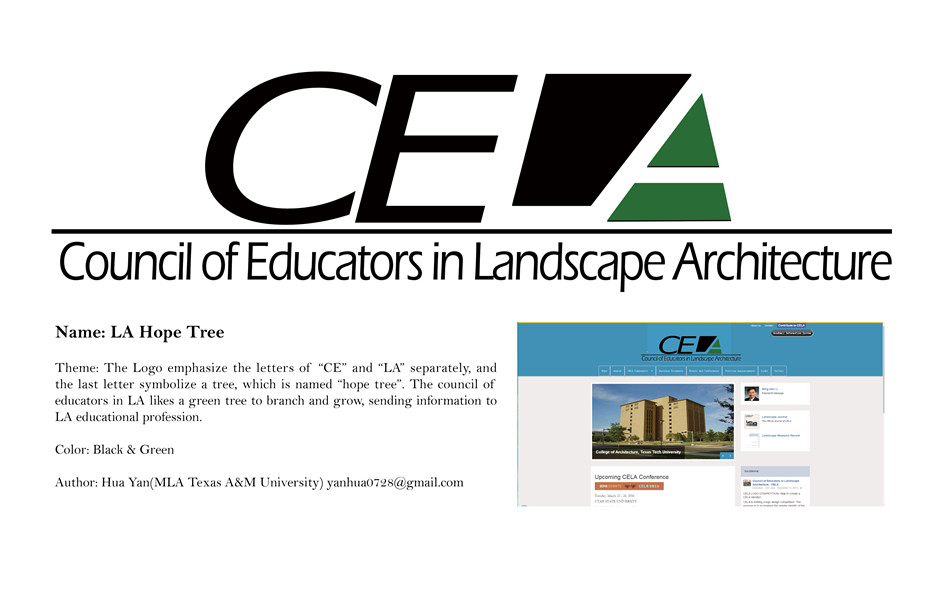 CELA
Council of Educators in Landscape Architecture
Name: LA Hope Tree
Theme: The Logo emphasize the letters of “CE” and “LA” separately, and
the last letter symbolize a tree, which is named “hope tree”. The council of
educators in LA likes a green tree to branch and grow, sending information to
LA educational profession.
Color: Black & Green
Author: Hua Yan(MLA Texas A&M University) yanhua0728@gmail.com
CELA
Council of Educators in Landscape Architecture
College of Architecture, Texas Tech University
Upcoming CELA Conference